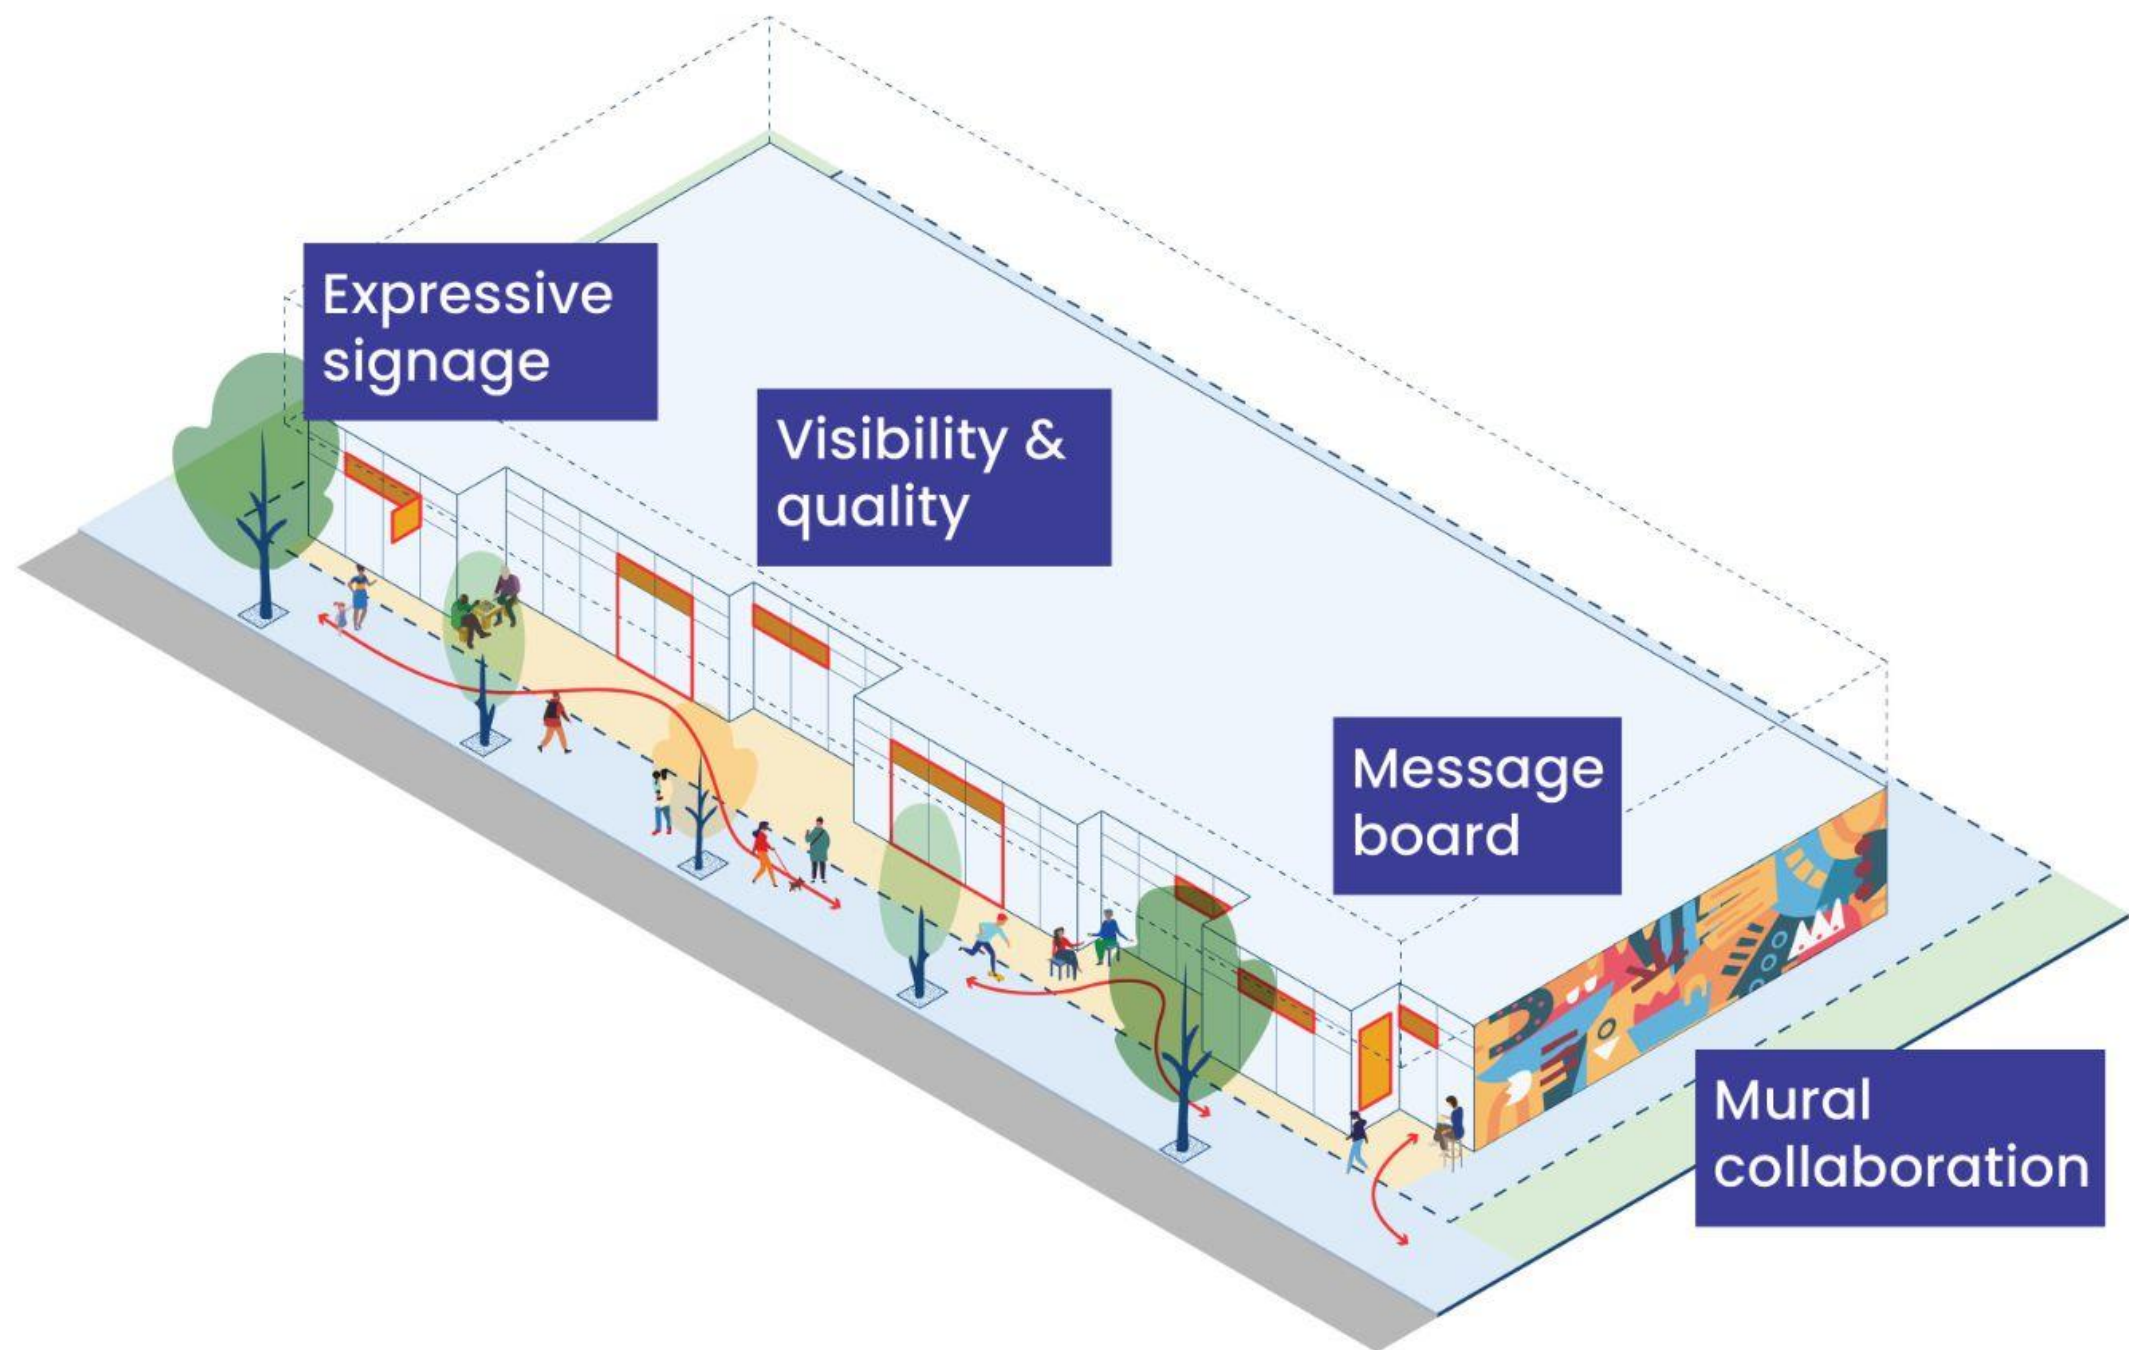 Expressive
signage
Visibility &
quality
Message
board
Mural
collaboration